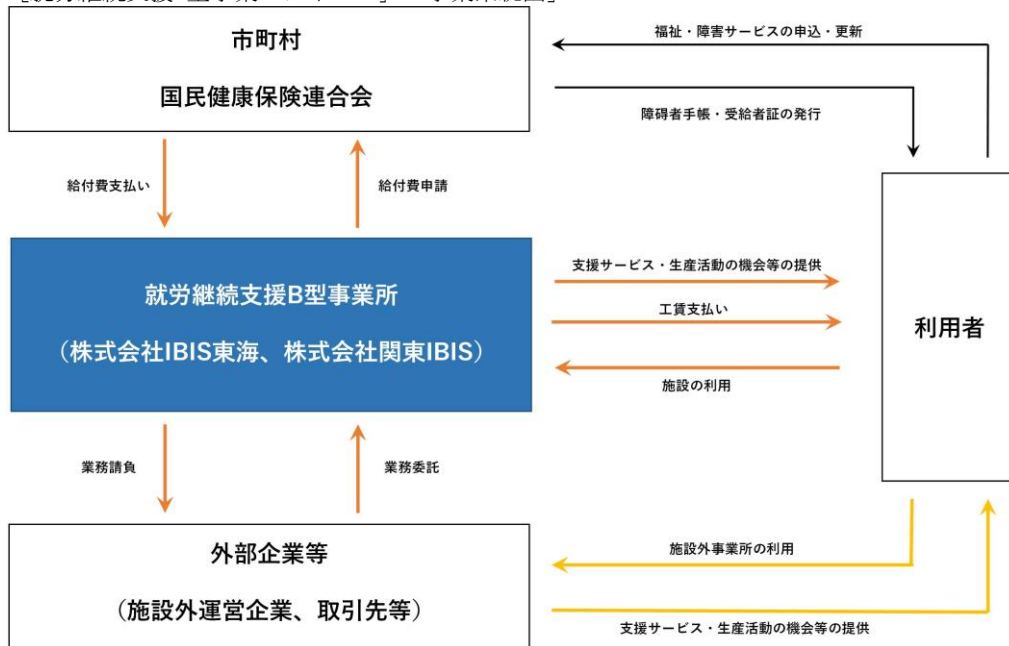 市町村
国民健康保険連合会
福祉・障害サービスの申込・更新
障碍者手帳・受給者証の発行
給付費支払い
給付費申請
就労継続支援B型事業所
（株式会社IBIS東海、株式会社関東IBIS）
支援サービス・生産活動の機会等の提供
工賃支払い
施設の利用
利用者
業務請負
業務委託
外部企業等
（施設外運営企業、取引先等）
施設外事業所の利用
支援サービス・生産活動の機会等の提供